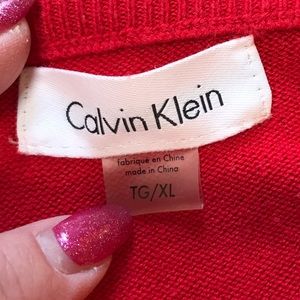 Calvin Klein
fabriqué en Chine
made in China
TG/XL